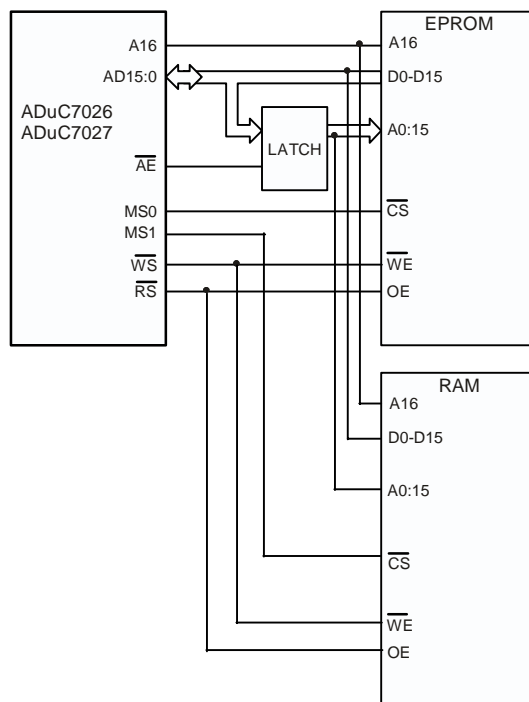 ADuC7026
ADuC7027
A16
AD15:0
AE
MS0
MS1
WS
RS
LATCH
EPROM
A16
D0-D15
A0:15
CS
WE
OE
RAM
A16
D0-D15
A0:15
CS
WE
OE